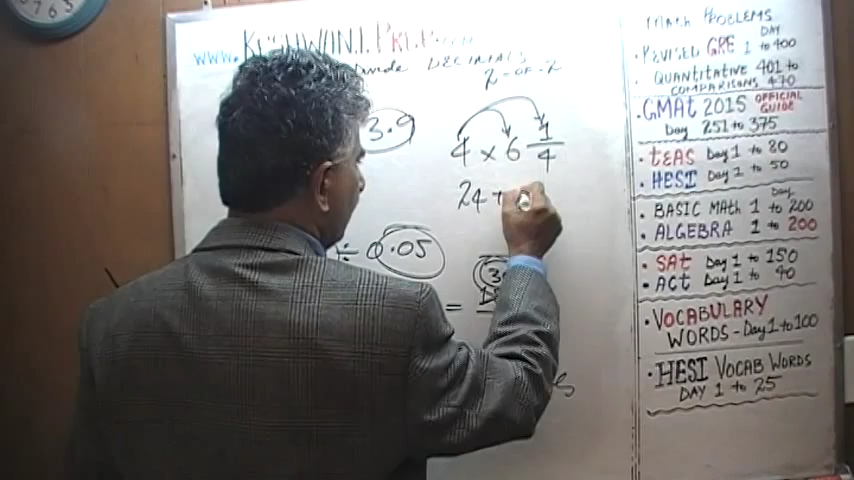 www. KESHWANI PREP.com
DECIMALS
2-OF-2
3.9
4 × 6 1/4
24 +
÷ 0.05
=
MATH PROBLEMS
DAY
• REVISED GRE 1 to 400
• QUANTITATIVE 401 to
COMPARISONS 470
• GMAT 2015 OFFICIAL GUIDE
Day 251 to 375
• TEAS Day 1 to 80
• HESI Day 1 to 50
Day
• BASIC MATH 1 to 200
• ALGEBRA 1 to 200
• SAT Day 1 to 150
• ACT Day 1 to 40
• VOCABULARY
WORDS - Day 1 to 100
• HESI VOCAB WORDS
DAY 1 to 25